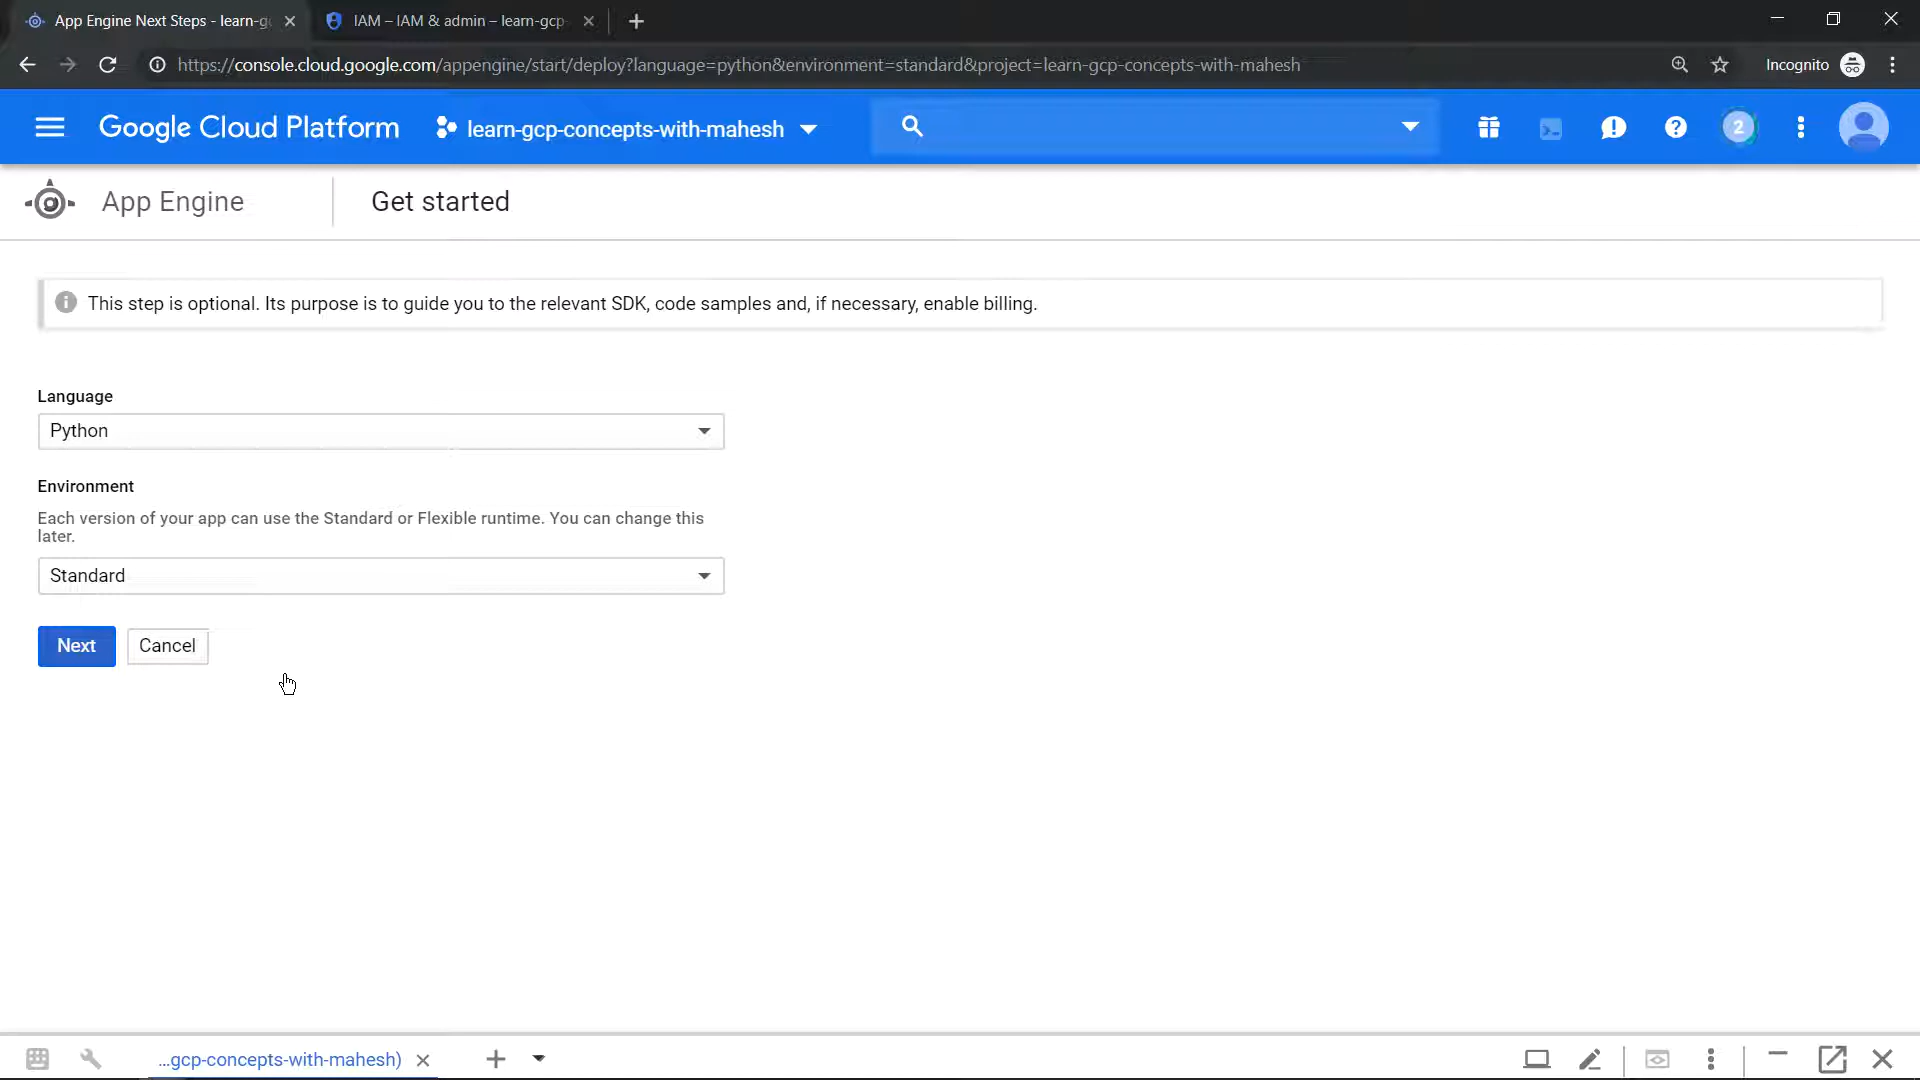 App Engine Next Steps - learn-g
IAM – IAM & admin – learn-gcp-
https://console.cloud.google.com/appengine/start/deploy?language=python&environment=standard&project=learn-gcp-concepts-with-mahesh
Incognito
Google Cloud Platform
learn-gcp-concepts-with-mahesh
2
App Engine
Get started
This step is optional. Its purpose is to guide you to the relevant SDK, code samples and, if necessary, enable billing.
Language
Python
Environment
Each version of your app can use the Standard or Flexible runtime. You can change this
later.
Standard
Next
Cancel
...gcp-concepts-with-mahesh)